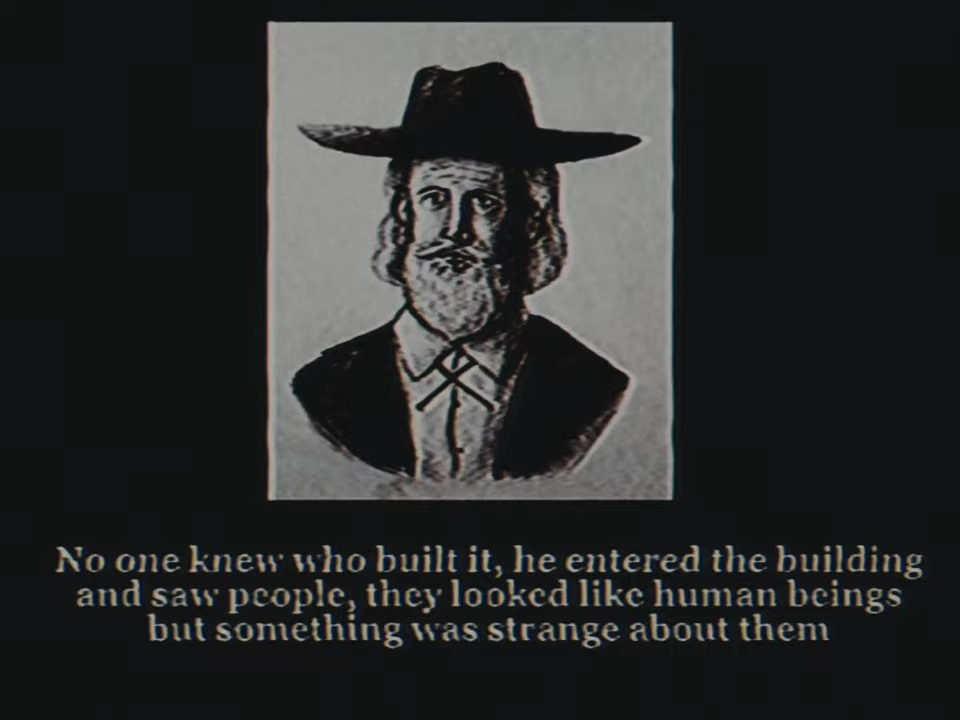 No one knew who built it, he entered the building
and saw people, they looked like human beings
but something was strange about them